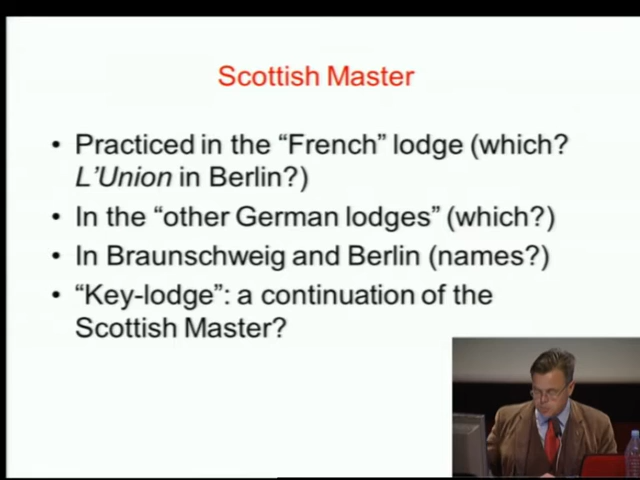 Scottish Master
• Practiced in the “French” lodge (which?
L’Union in Berlin?)
• In the “other German lodges” (which?)
• In Braunschweig and Berlin (names?)
• “Key-lodge”: a continuation of the
Scottish Master?